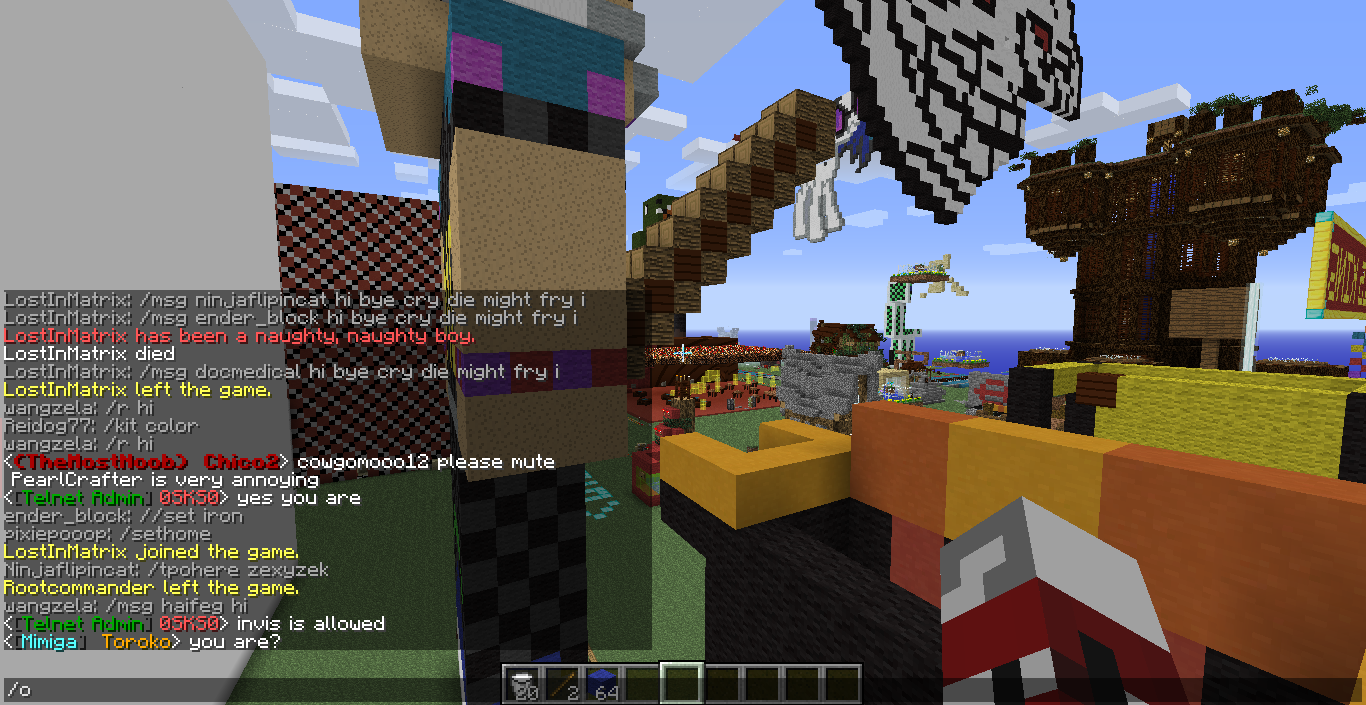 LostInMatrix: /msg ninjaflipincat hi bye cry die might fry i
LostInMatrix: /msg ender_block hi bye cry die might fry i
LostInMatrix has been a naughty, naughty boy.
LostInMatrix died
LostInMatrix: /msg docmedical hi bye cry die might fry i
LostInMatrix left the game.
wangzela: /r hi
Reidog77: /kit color
wangzela: /r hi
<(TheMostNoob) Chico2> cowgomooo12 please mute
PearlCrafter is very annoying
<[Telnet Admin] 05K50> yes you are
ender_block: //set iron
pixiepooop: /sethome
LostInMatrix joined the game.
Ninjaflipincat: /tpohere zexyzek
Rootcommander left the game.
wangzela: /msg haifeg hi
<[Telnet Admin] 05K50> invis is allowed
<[Mimiga] Toroko> you are?
/o
20 2 64